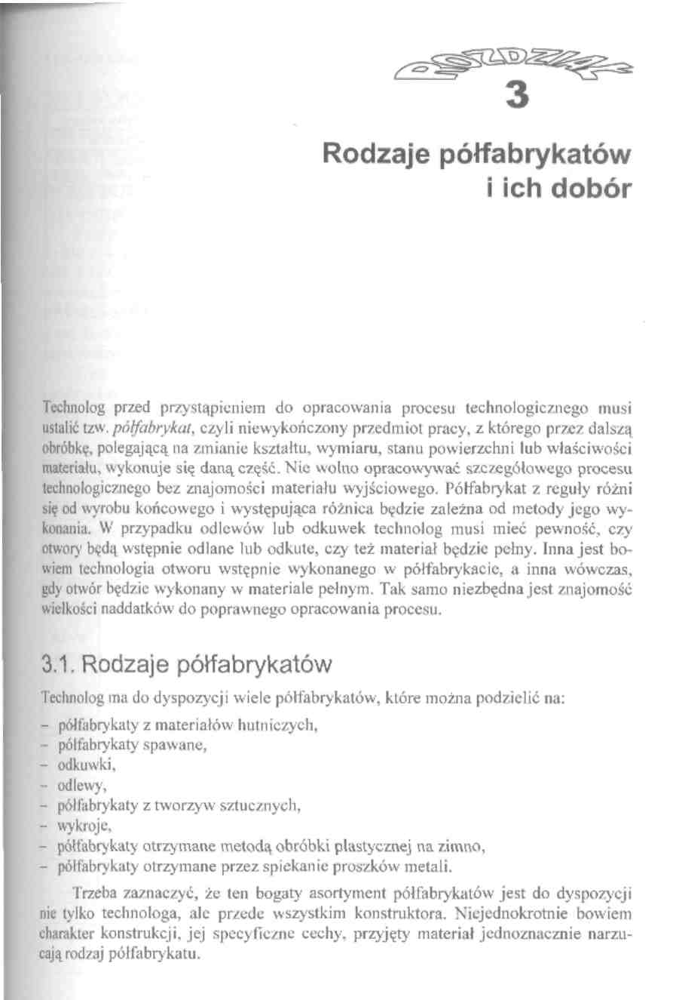 ROZDZIAŁ
3
Rodzaje półfabrykatów
i ich dobór
Technolog przed przystąpieniem do opracowania procesu technologicznego musi
ustalić tzw. półfabrykat, czyli niewykończony przedmiot pracy, z którego przez dalszą
obróbkę, polegającą na zmianie kształtu, wymiaru, stanu powierzchni lub właściwości
materiału, wykonuje się daną część. Nie wolno opracowywać szczegółowego procesu
technologicznego bez znajomości materiału wyjściowego. Półfabrykat z reguły różni
się od wyrobu końcowego i występująca różnica będzie zależna od metody jego wy-
konania. W przypadku odlewów lub odkuwek technolog musi mieć pewność, czy
otwory będą wstępnie odlane lub odkute, czy też materiał będzie pełny. Inna jest bo-
wiem technologia otworu wstępnie wykonanego w półfabrykacie, a inna wówczas,
gdy otwór będzie wykonany w materiale pełnym. Tak samo niezbędna jest znajomość
wielkości naddatków do poprawnego opracowania procesu.
3.1. Rodzaje półfabrykatów
Technolog ma do dyspozycji wiele półfabrykatów, które można podzielić na:
- półfabrykaty z materiałów hutniczych,
- półfabrykaty spawane,
- odkuwki,
- odlewy,
- półfabrykaty z tworzyw sztucznych,
- wykroje,
- półfabrykaty otrzymane metodą obróbki plastycznej na zimno,
- półfabrykaty otrzymane przez spiekanie proszków metali.
Trzeba zaznaczyć, że ten bogaty asortyment półfabrykatów jest do dyspozycji
nie tylko technologa, ale przede wszystkim konstruktora. Niejednokrotnie bowiem
charakter konstrukcji, jej specyficzne cechy, przyjęty materiał jednoznacznie narzu-
cają rodzaj półfabrykatu.